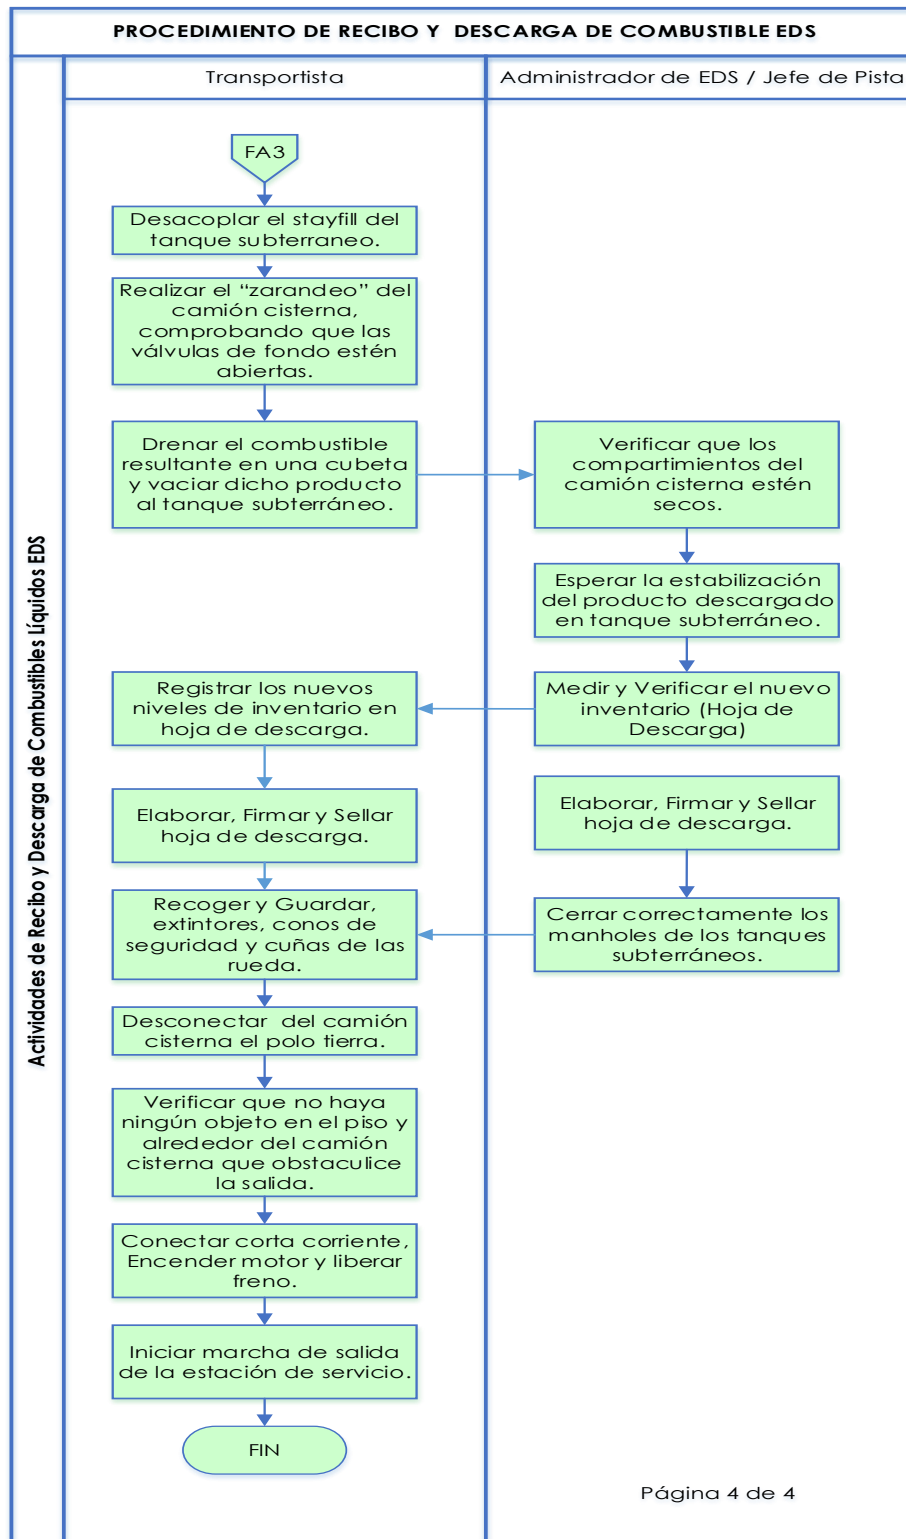 PROCEDIMIENTO DE RECIBO Y DESCARGA DE COMBUSTIBLE EDS
Transportista
Administrador de EDS / Jefe de Pista
Actividades de Recibo y Descarga de Combustibles Líquidos EDS
FA3
Desacoplar el stayfill del
tanque subterraneo.
Realizar el “zarandeo” del
camión cisterna,
comprobando que las
válvulas de fondo estén
abiertas.
Drenar el combustible
resultante en una cubeta
y vaciar dicho producto
al tanque subterráneo.
Verificar que los
compartimientos del
camión cisterna estén
secos.
Esperar la estabilización
del producto descargado
en tanque subterráneo.
Medir y Verificar el nuevo
inventario (Hoja de
Descarga)
Registrar los nuevos
niveles de inventario en
hoja de descarga.
Elaborar, Firmar y Sellar
hoja de descarga.
Elaborar, Firmar y Sellar
hoja de descarga.
Cerrar correctamente los
manholes de los tanques
subterráneos.
Recoger y Guardar,
extintores, conos de
seguridad y cuñas de las
rueda.
Desconectar del camión
cisterna el polo tierra.
Verificar que no haya
ningún objeto en el piso y
alrededor del camión
cisterna que obstaculice
la salida.
Conectar corta corriente,
Encender motor y liberar
freno.
Iniciar marcha de salida
de la estación de servicio.
FIN
Página 4 de 4